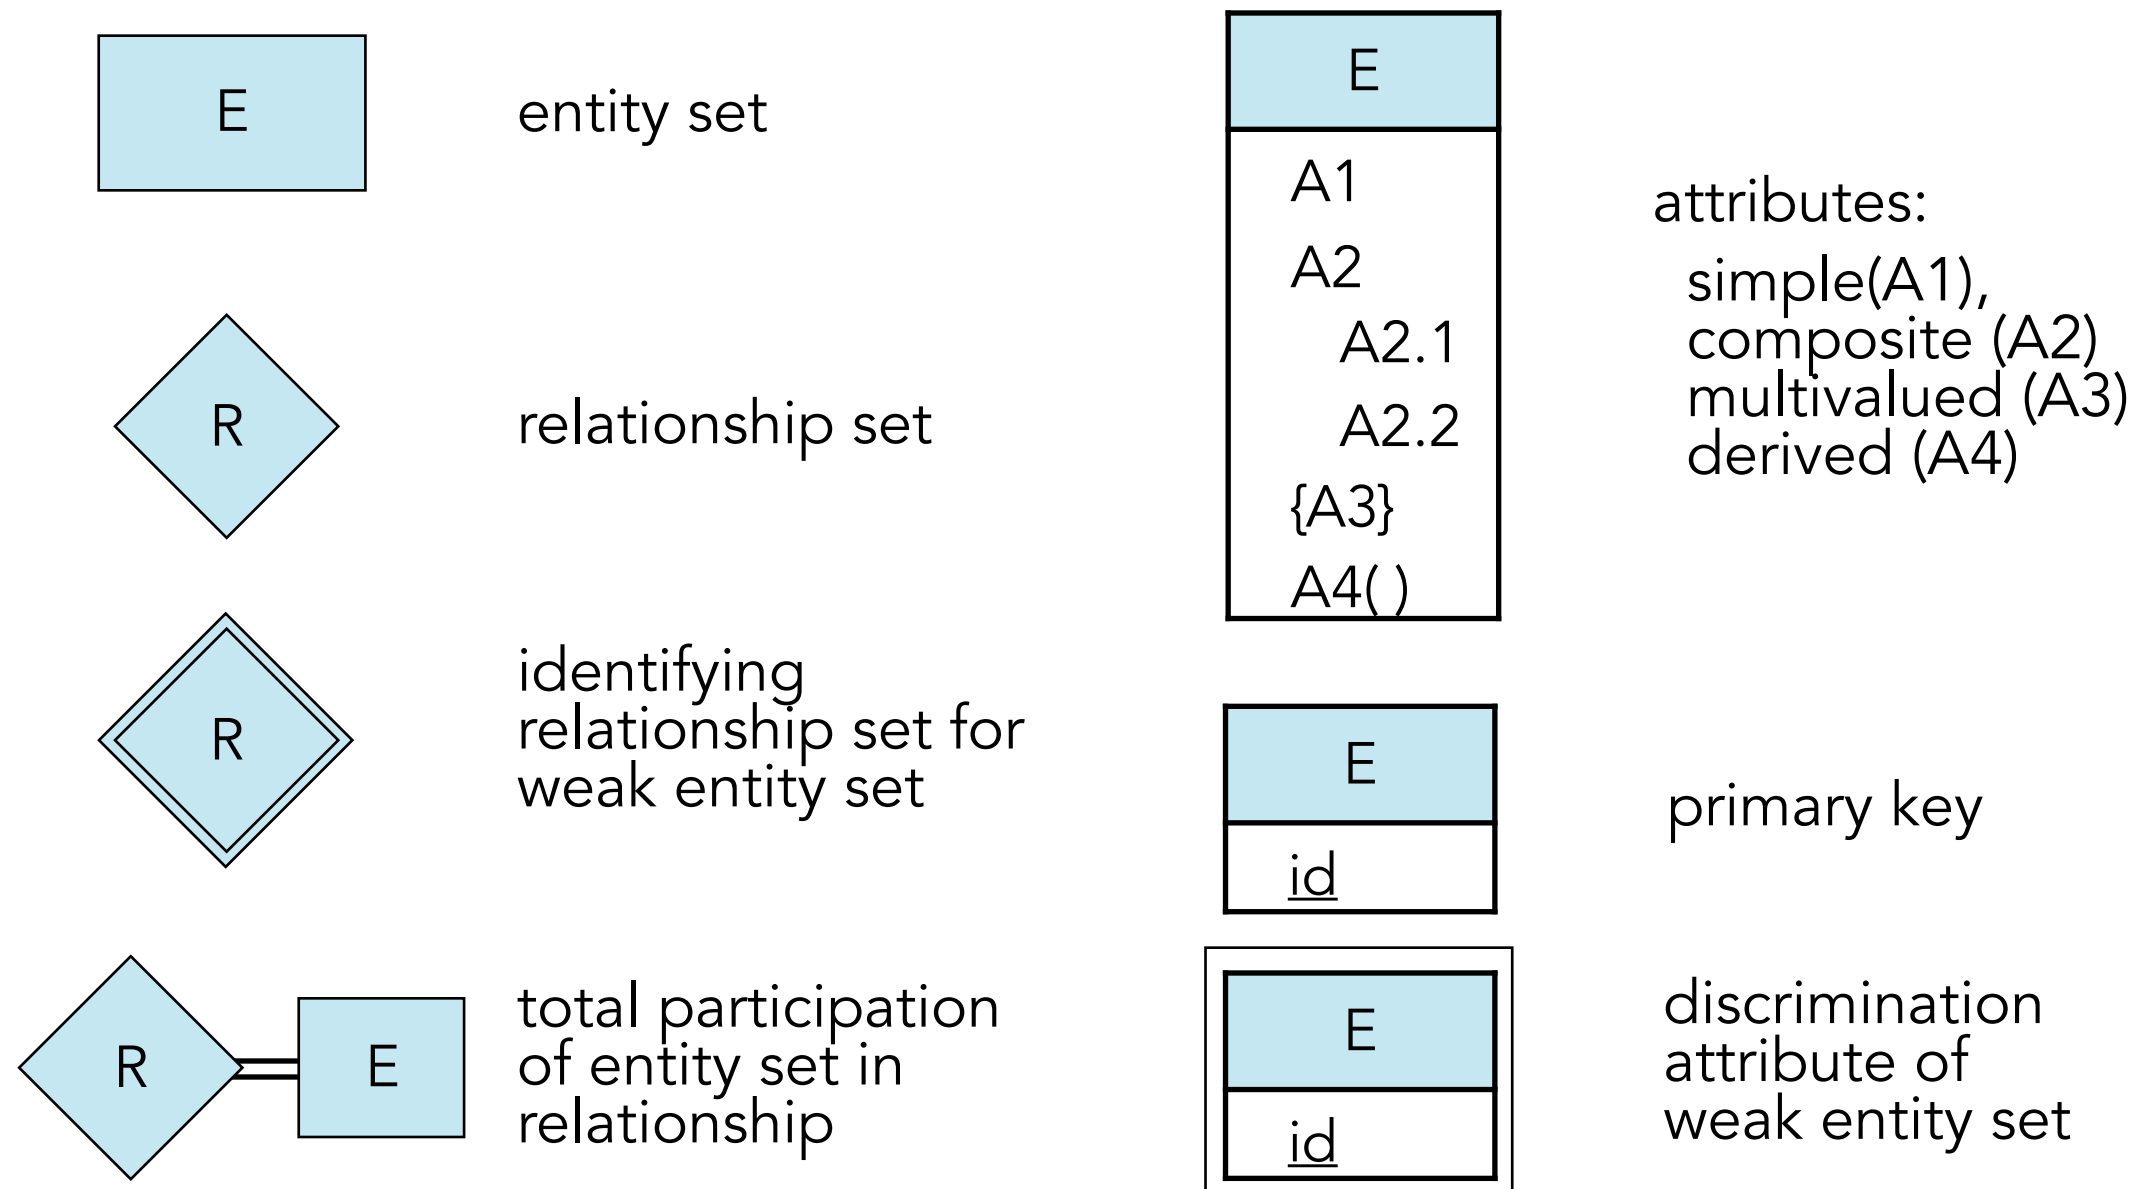 E
entity set
R
relationship set
R
identifying
relationship set for
weak entity set
R
E
total participation
of entity set in
relationship
E
A1
A2
A2.1
A2.2
{A3}
A4( )
attributes:
simple(A1),
composite (A2)
multivalued (A3)
derived (A4)
E
id
primary key
E
id
discrimination
attribute of
weak entity set